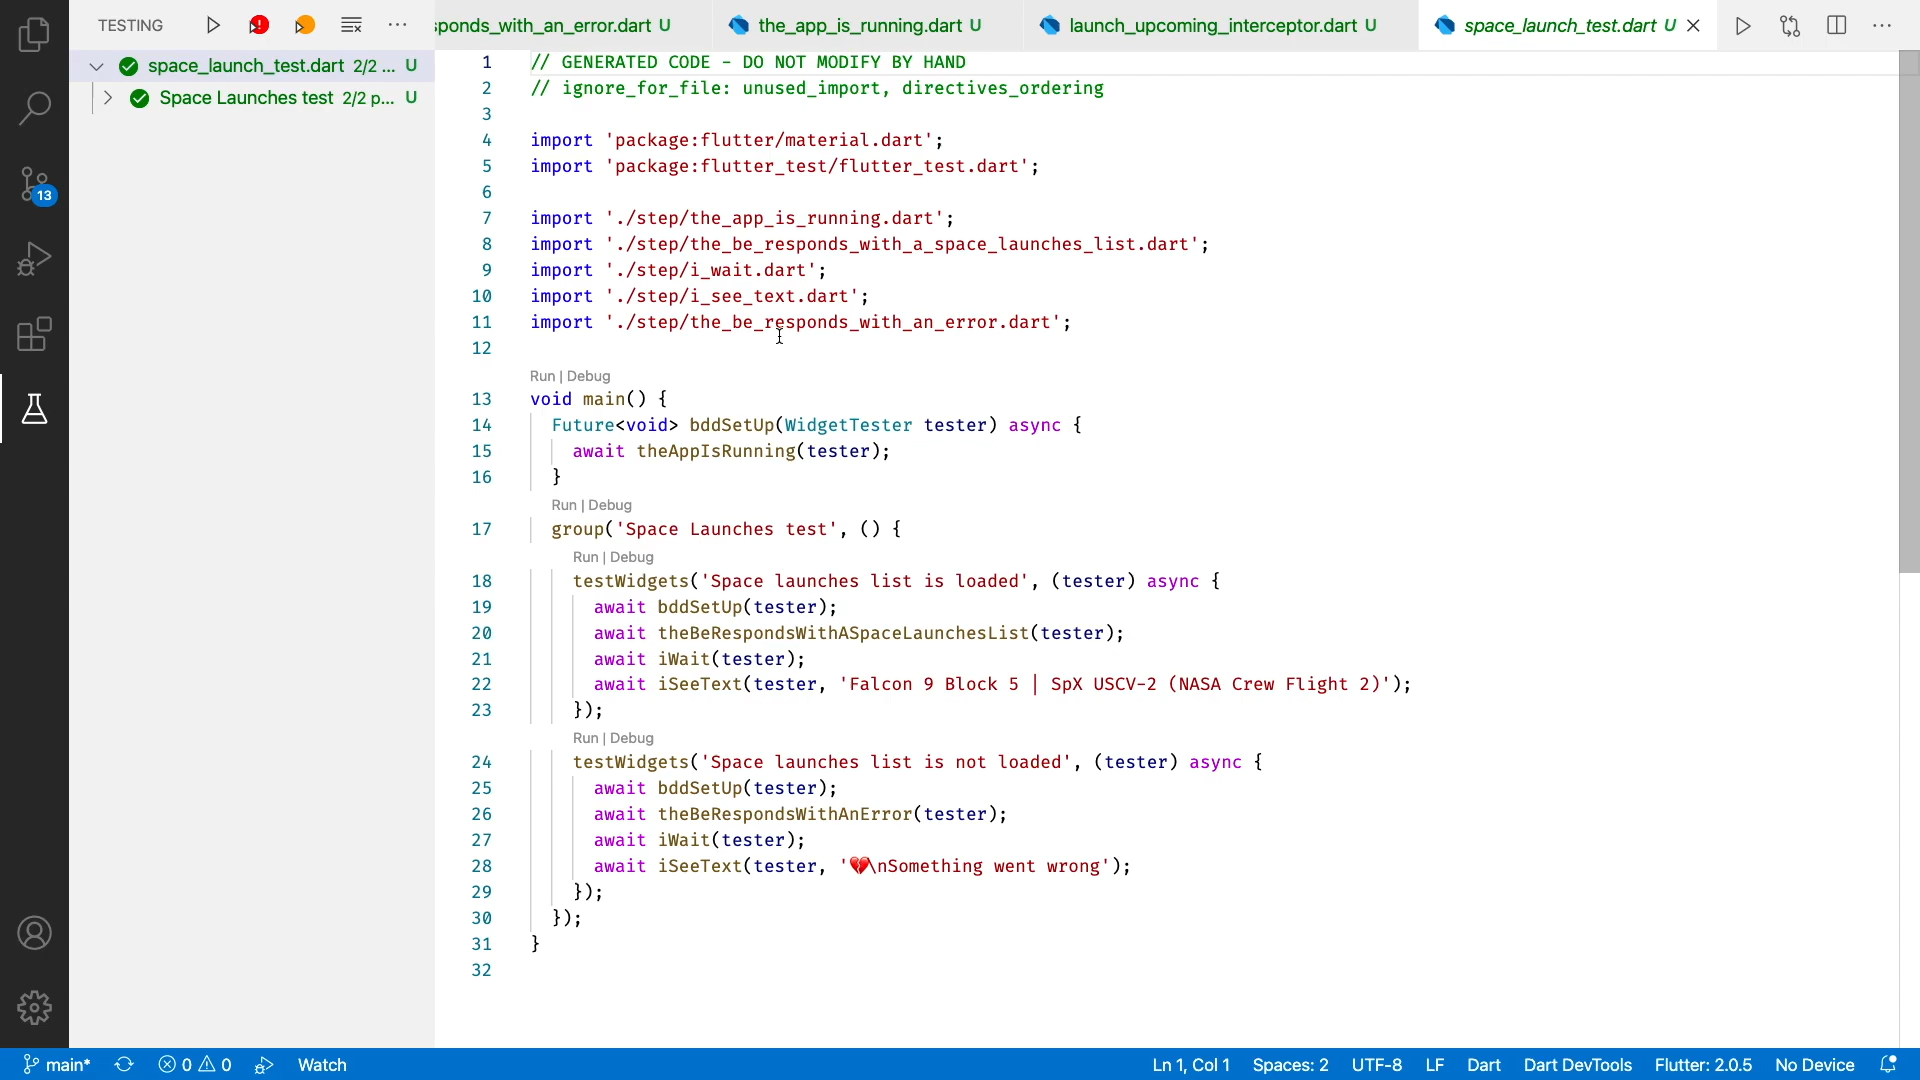 TESTING
sponds_with_an_error.dart U
the_app_is_running.dart U
launch_upcoming_interceptor.dart U
space_launch_test.dart U
space_launch_test.dart 2/2 ... U
Space Launches test 2/2 p... U
13
1 // GENERATED CODE - DO NOT MODIFY BY HAND
2 // ignore_for_file: unused_import, directives_ordering
3
4 import 'package:flutter/material.dart';
5 import 'package:flutter_test/flutter_test.dart';
6
7 import './step/the_app_is_running.dart';
8 import './step/the_be_responds_with_a_space_launches_list.dart';
9 import './step/i_wait.dart';
10 import './step/i_see_text.dart';
11 import './step/the_be_responds_with_an_error.dart';
12
Run | Debug
13 void main() {
14 Future<void> bddSetUp(WidgetTester tester) async {
15 await theAppIsRunning(tester);
16 }
Run | Debug
17 group('Space Launches test', () {
Run | Debug
18 testWidgets('Space launches list is loaded', (tester) async {
19 await bddSetUp(tester);
20 await theBeRespondsWithASpaceLaunchesList(tester);
21 await iWait(tester);
22 await iSeeText(tester, 'Falcon 9 Block 5 | SpX USCV-2 (NASA Crew Flight 2)');
23 });
Run | Debug
24 testWidgets('Space launches list is not loaded', (tester) async {
25 await bddSetUp(tester);
26 await theBeRespondsWithAnError(tester);
27 await iWait(tester);
28 await iSeeText(tester, '💔\nSomething went wrong');
29 });
30 });
31 }
32
main* 0 0 Watch Ln 1, Col 1 Spaces: 2 UTF-8 LF Dart Dart DevTools Flutter: 2.0.5 No Device